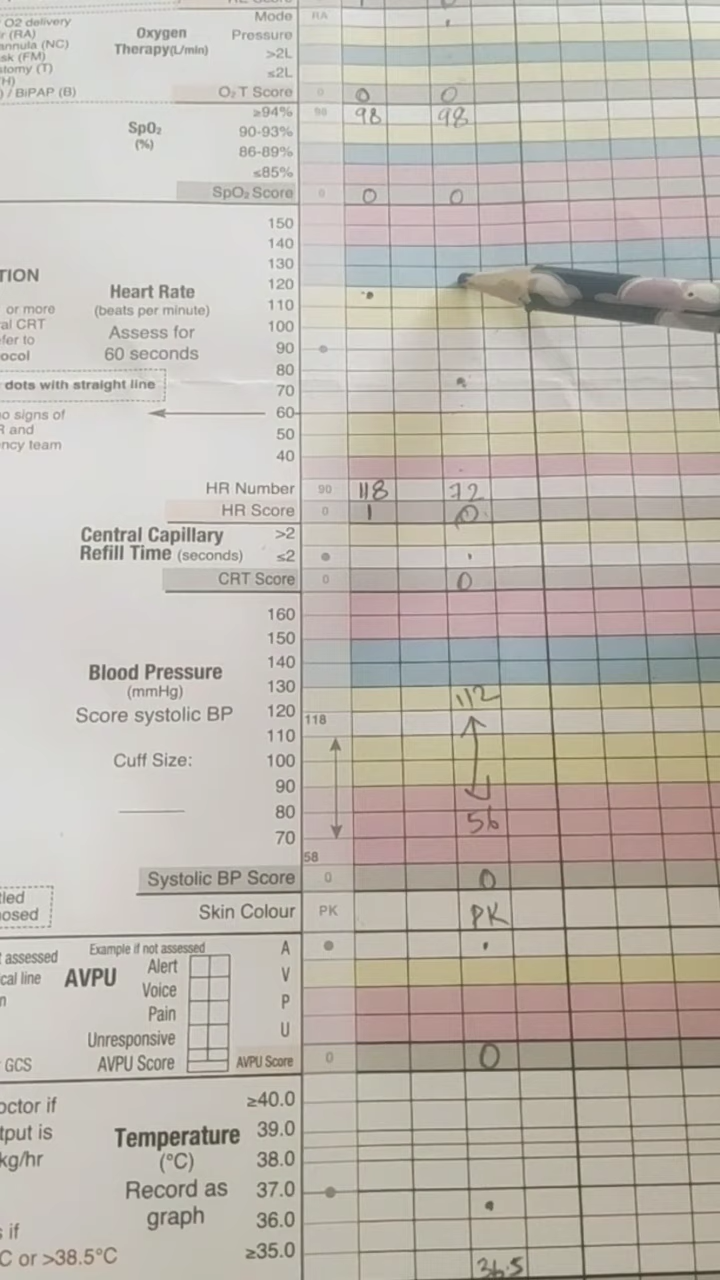 Mode RA
O2 delivery
r (RA) Oxygen Pressure
annula (NC) Therapy(L/min) >2L
sk (FM)
stomy (T) ≤2L
H)
) / BiPAP (B) O₂T Score 0 0 0
≥94% 98 98 98
SpO₂ 90-93%
(%) 86-89%
≤85%
SpO₂ Score 0 0 0
150
140
TION 130
Heart Rate 120
or more (beats per minute) 110
al CRT Assess for 100
efer to
ocol 60 seconds 90
80
dots with straight line 70
o signs of 60
R and 50
ncy team 40
HR Number 90 118 72
HR Score 0 1 0
Central Capillary >2
Refill Time (seconds) ≤2
CRT Score 0 0
160
150
Blood Pressure 140
(mmHg) 130 112
Score systolic BP 120 118
110
Cuff Size: 100
90
80 56
70
58
Systolic BP Score 0 0
led
osed Skin Colour PK PK
assessed Example if not assessed A
cal line AVPU Alert V
n Voice
Pain P
Unresponsive U
GCS AVPU Score AVPU Score 0 0
octor if ≥40.0
tput is Temperature 39.0
kg/hr (°C) 38.0
Record as 37.0
graph 36.0
s if
C or >38.5°C ≥35.0
36.5